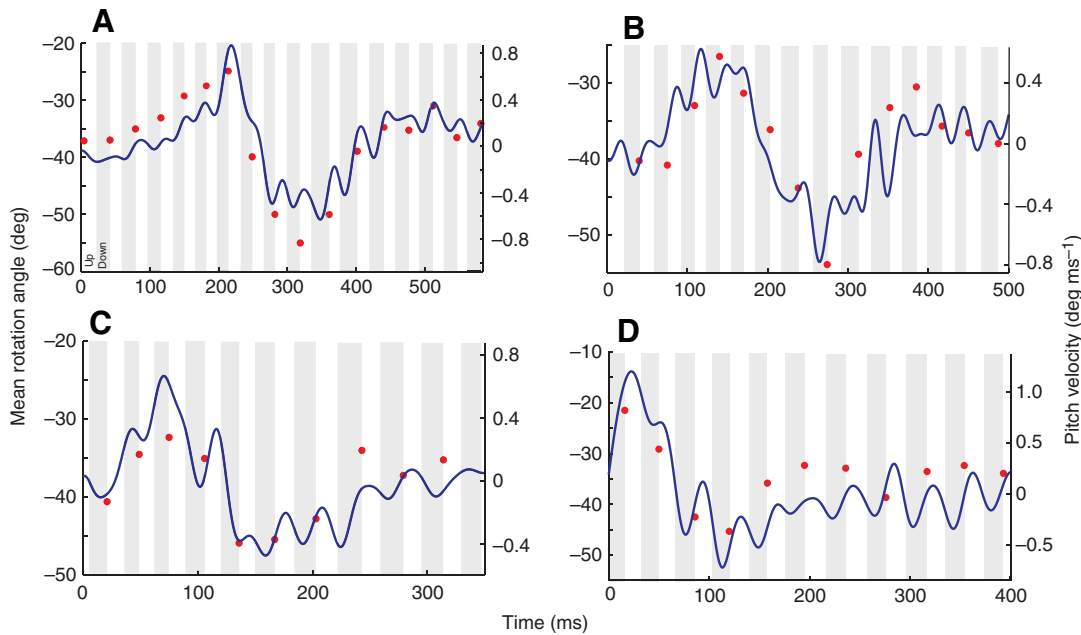 A
B
−20
−30
−40
−50
−60
0.8
0.4
0
−0.4
−0.8
Up
Down
0 100 200 300 400 500
−30
−40
−50
0.4
0
−0.4
−0.8
0 100 200 300 400 500
Mean rotation angle (deg)
Pitch velocity (deg ms−1)
C
D
−20
−30
−40
−50
0.8
0.4
0
−0.4
0 100 200 300
−10
−20
−30
−40
−50
1.0
0.5
0
−0.5
0 100 200 300 400
Time (ms)